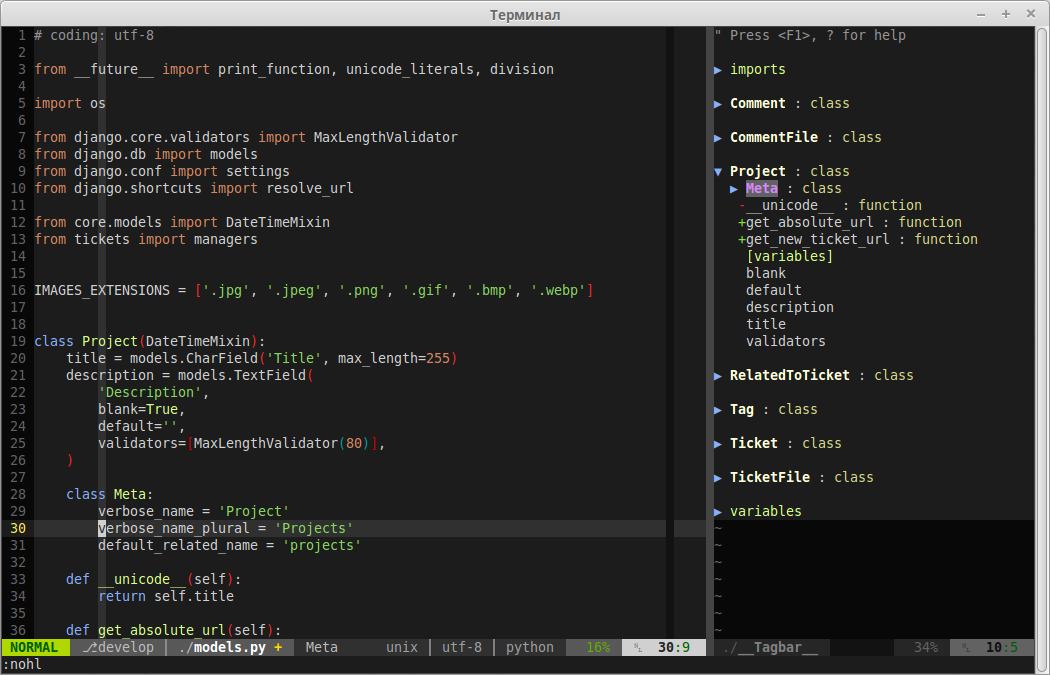 Терминал
1 # coding: utf-8
2
3 from __future__ import print_function, unicode_literals, division
4
5 import os
6
7 from django.core.validators import MaxLengthValidator
8 from django.db import models
9 from django.conf import settings
10 from django.shortcuts import resolve_url
11
12 from core.models import DateTimeMixin
13 from tickets import managers
14
15
16 IMAGES_EXTENSIONS = ['.jpg', '.jpeg', '.png', '.gif', '.bmp', '.webp']
17
18
19 class Project(DateTimeMixin):
20     title = models.CharField('Title', max_length=255)
21     description = models.TextField(
22         'Description',
23         blank=True,
24         default='',
25         validators=[MaxLengthValidator(80)],
26     )
27
28     class Meta:
29         verbose_name = 'Project'
30         verbose_name_plural = 'Projects'
31         default_related_name = 'projects'
32
33     def __unicode__(self):
34         return self.title
35
36     def get_absolute_url(self):
" Press <F1>, ? for help
▶ imports
▶ Comment : class
▶ CommentFile : class
▼ Project : class
  ▶ Meta : class
   -__unicode__ : function
   +get_absolute_url : function
   +get_new_ticket_url : function
    [variables]
    blank
    default
    description
    title
    validators
▶ RelatedToTicket : class
▶ Tag : class
▶ Ticket : class
▶ TicketFile : class
▶ variables
~
~
~
~
~
~
~
NORMAL ⎇develop | ./models.py + Meta unix | utf-8 | python 16% ␤ 30:9 ./__Tagbar__ 34% ␤ 10:5
:nohl